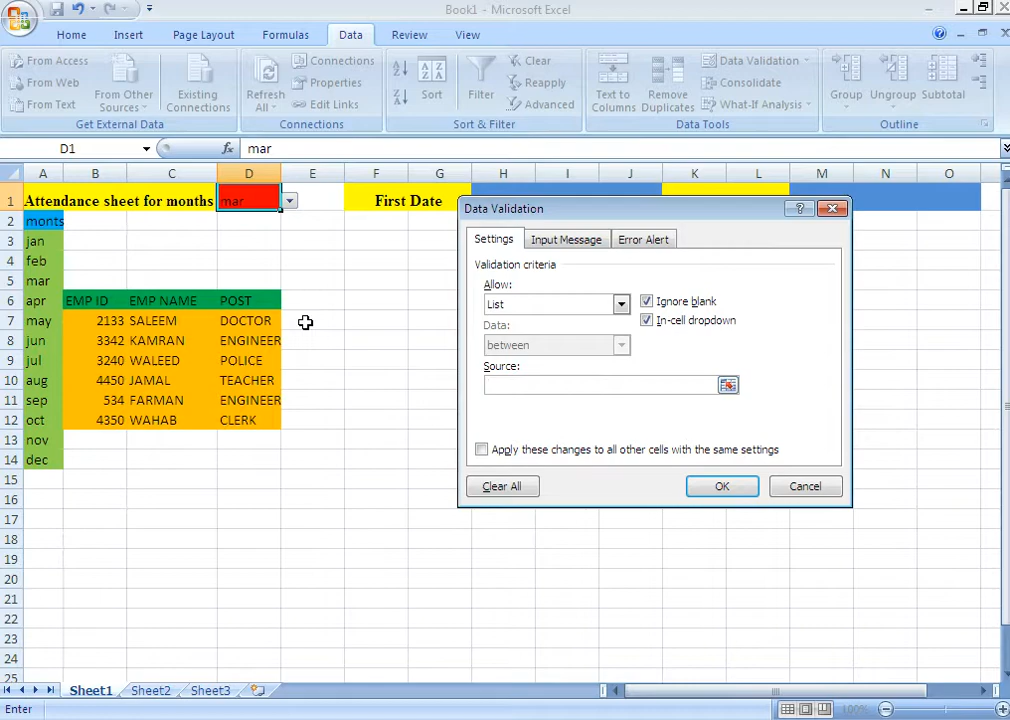 Book1 - Microsoft Excel
Home Insert Page Layout Formulas Data Review View
From Access
From Web
From Text
From Other Sources
Existing Connections
Get External Data
Refresh All
Connections
Properties
Edit Links
Connections
Sort
Filter
Clear
Reapply
Advanced
Sort & Filter
Text to Columns
Remove Duplicates
Data Validation
Consolidate
What-If Analysis
Data Tools
Group
Ungroup
Subtotal
Outline
D1 fx mar
A B C D E F G H I J K L M N O
1 Attendance sheet for months mar First Date
2 monts
3 jan
4 feb
5 mar
6 apr EMP ID EMP NAME POST
7 may 2133 SALEEM DOCTOR
8 jun 3342 KAMRAN ENGINEER
9 jul 3240 WALEED POLICE
10 aug 4450 JAMAL TEACHER
11 sep 534 FARMAN ENGINEER
12 oct 4350 WAHAB CLERK
13 nov
14 dec
15
16
17
18
19
20
21
22
23
24
25
Data Validation
Settings Input Message Error Alert
Validation criteria
Allow:
List
Ignore blank
In-cell dropdown
Data:
between
Source:
Apply these changes to all other cells with the same settings
Clear All OK Cancel
Sheet1 Sheet2 Sheet3
Enter 100%